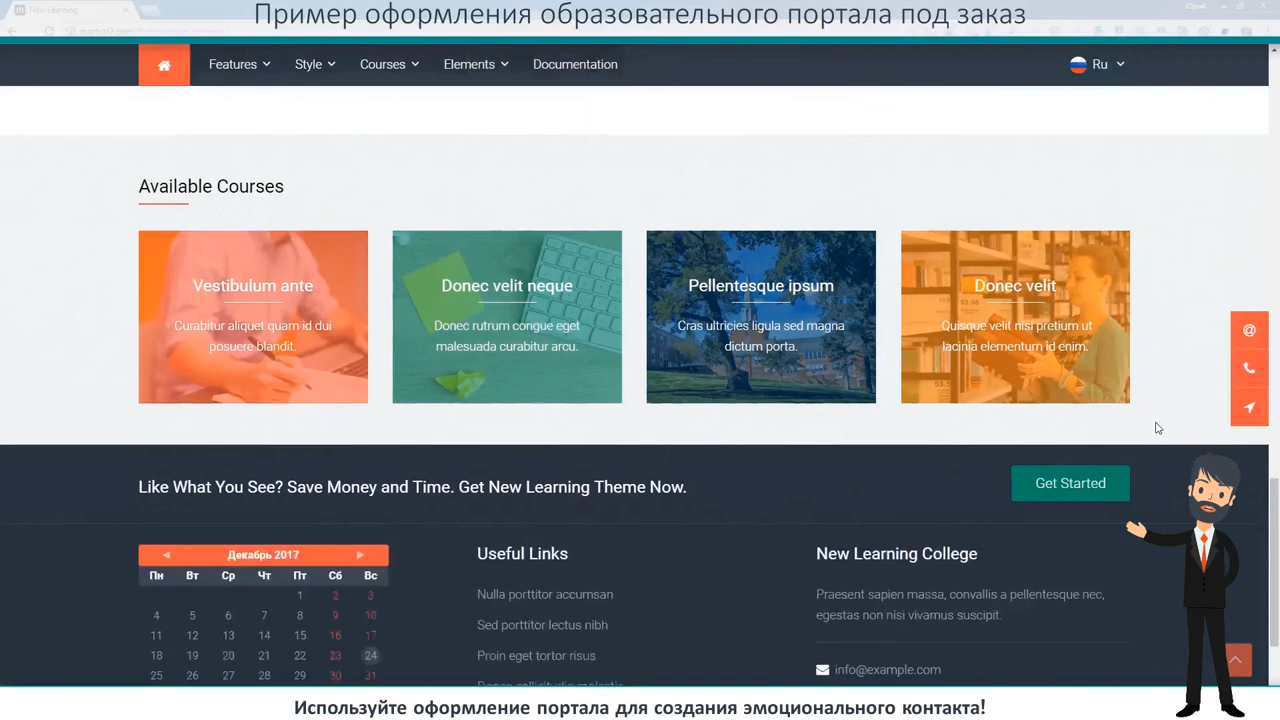 Пример оформления образовательного портала под заказ
New Learning
Юрий
Features
Style
Courses
Elements
Documentation
Ru
Available Courses
Vestibulum ante
Curabitur aliquet quam id dui
posuere blandit.
Donec velit neque
Donec rutrum congue eget
malesuada curabitur arcu.
Pellentesque ipsum
Cras ultricies ligula sed magna
dictum porta.
Donec velit
Quisque velit nisi pretium ut
lacinia elementum id enim.
Like What You See? Save Money and Time. Get New Learning Theme Now.
Get Started
Декабрь 2017
Пн Вт Ср Чт Пт Сб Вс
1 2 3
4 5 6 7 8 9 10
11 12 13 14 15 16 17
18 19 20 21 22 23 24
25 26 27 28 29 30 31
Useful Links
Nulla porttitor accumsan
Sed porttitor lectus nibh
Proin eget tortor risus
New Learning College
Praesent sapien massa, convallis a pellentesque nec,
egestas non nisi vivamus suscipit.
info@example.com
Используйте оформление портала для создания эмоционального контакта!